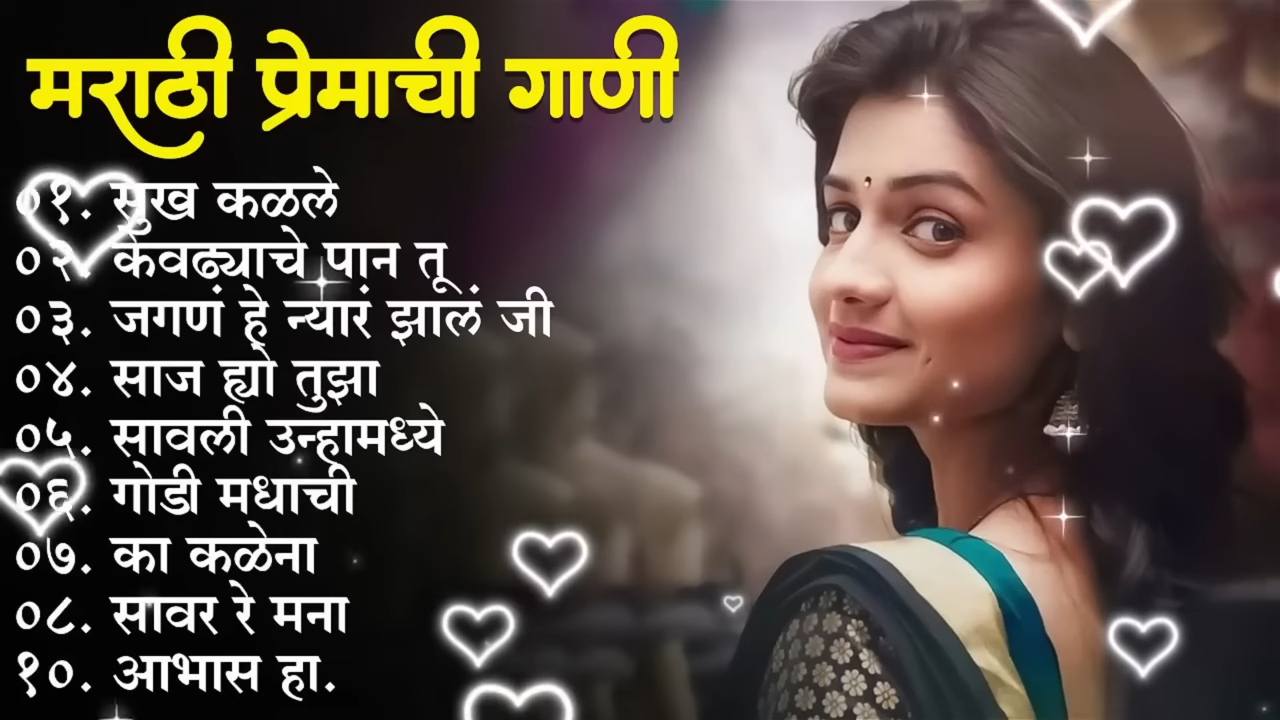 मराठी प्रेमाची गाणी
०१. सुख कळले
०२. केवढ्याचे पान तू
०३. जगणं हे न्यारं झालं जी
०४. साज ह्यो तुझा
०५. सावली उन्हामध्ये
०६. गोडी मधाची
०७. का कळेना
०८. सावर रे मना
१०. आभास हा.